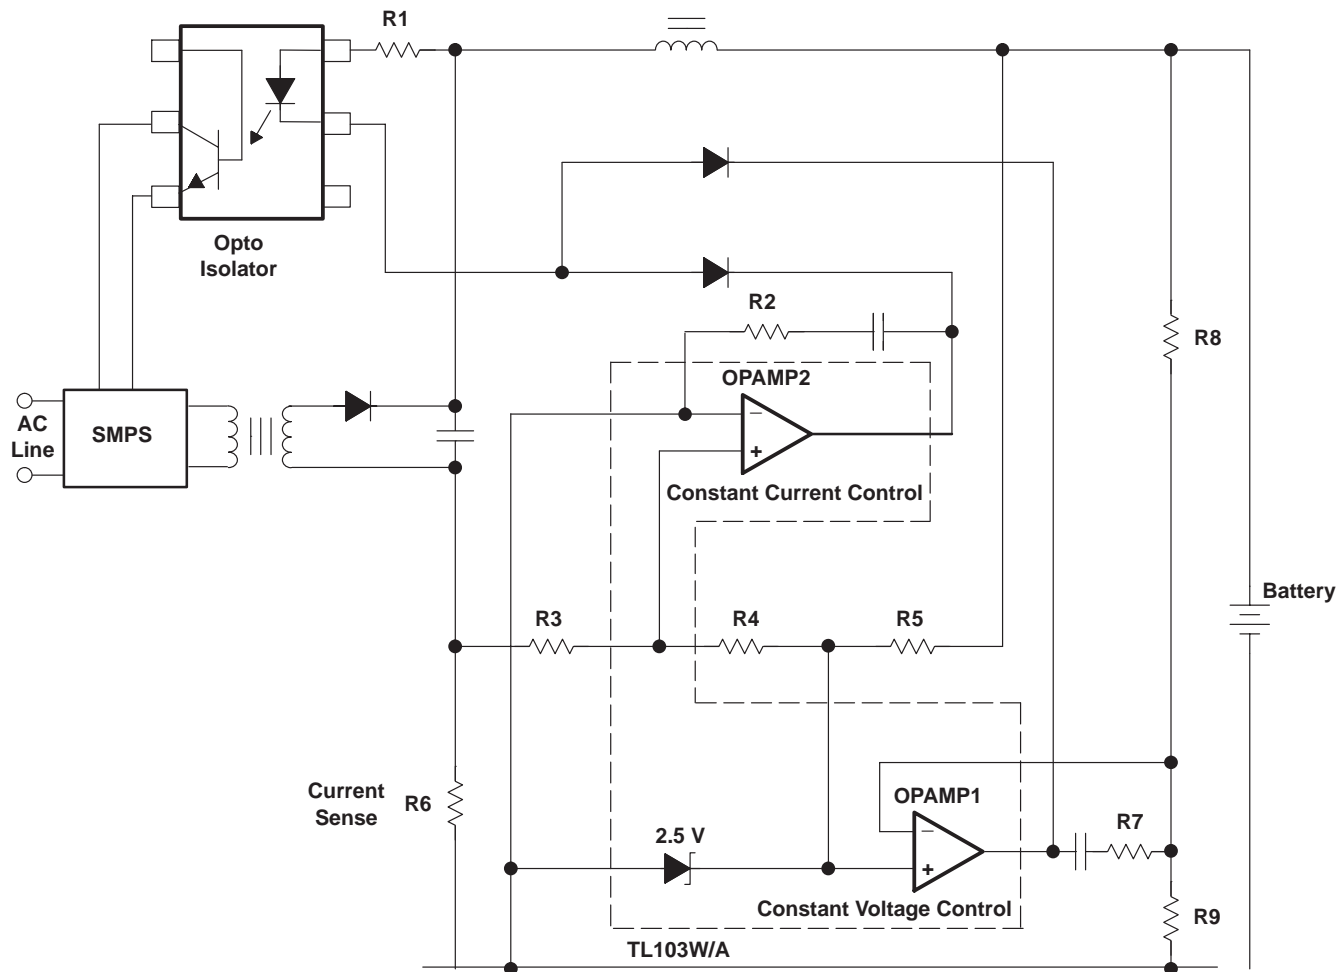 R1
Opto
Isolator
R2
R8
OPAMP2
AC
Line
SMPS
−
+
Constant Current Control
Battery
R3
R4
R5
Current
Sense
R6
OPAMP1
2.5 V
R7
−
+
Constant Voltage Control
R9
TL103W/A